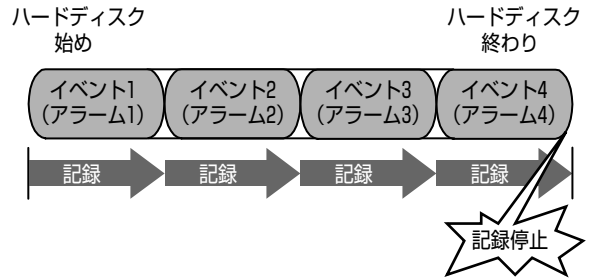 ハードディスク
始め
ハードディスク
終わり
イベント1
(アラーム1)
イベント2
(アラーム2)
イベント3
(アラーム3)
イベント4
(アラーム4)
記録
記録
記録
記録
記録停止